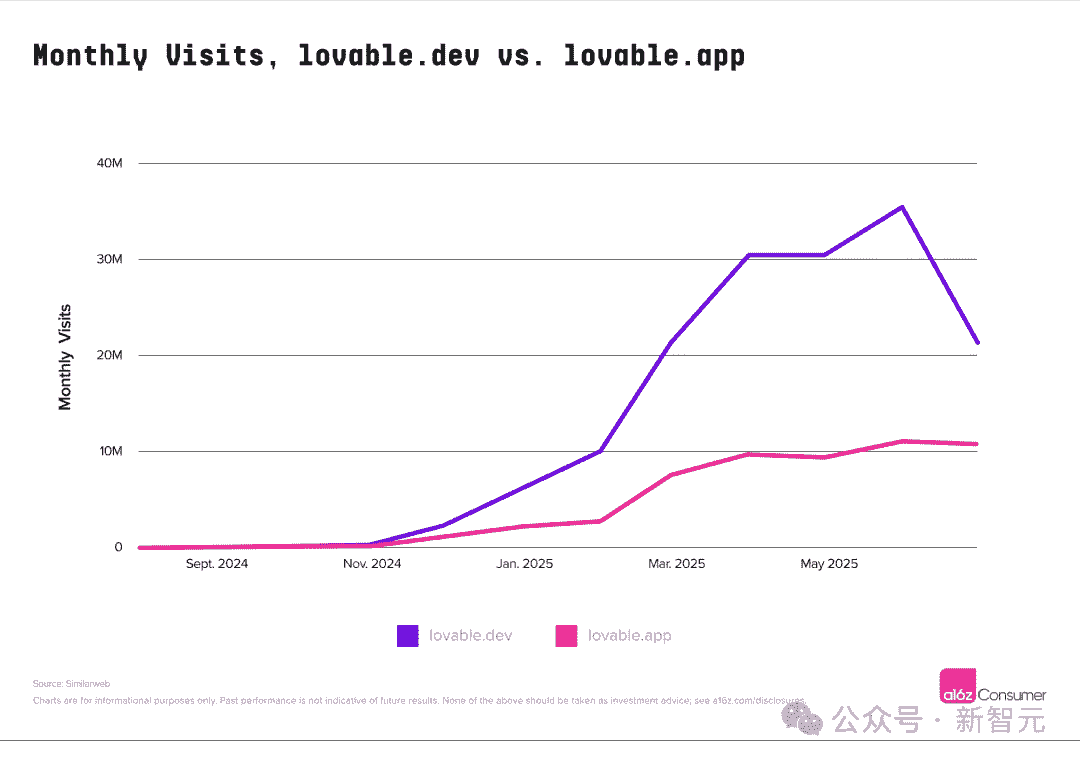 Monthly Visits, lovable.dev vs. lovable.app
40M
30M
20M
10M
0
Monthly Visits
Sept. 2024 Nov. 2024 Jan. 2025 Mar. 2025 May 2025
lovable.dev lovable.app
Source: Similarweb
Charts are for informational purposes only. Past performance is not indicative of future results. None of the above should be taken as investment advice; see a16z.com/disclosures
a16z Consumer
公众号 · 新智元